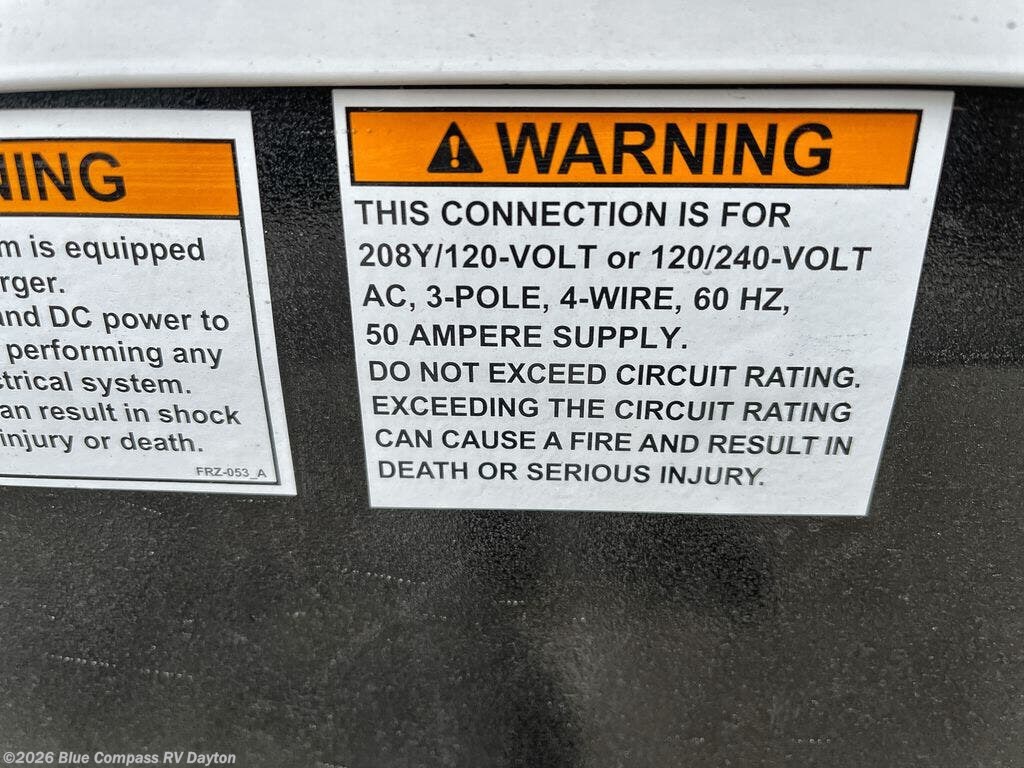 NING
m is equipped
rger.
and DC power to
performing any
ctrical system.
an result in shock
injury or death.
FRZ-053_A
WARNING
THIS CONNECTION IS FOR
208Y/120-VOLT or 120/240-VOLT
AC, 3-POLE, 4-WIRE, 60 HZ,
50 AMPERE SUPPLY.
DO NOT EXCEED CIRCUIT RATING.
EXCEEDING THE CIRCUIT RATING
CAN CAUSE A FIRE AND RESULT IN
DEATH OR SERIOUS INJURY.
©2026 Blue Compass RV Dayton